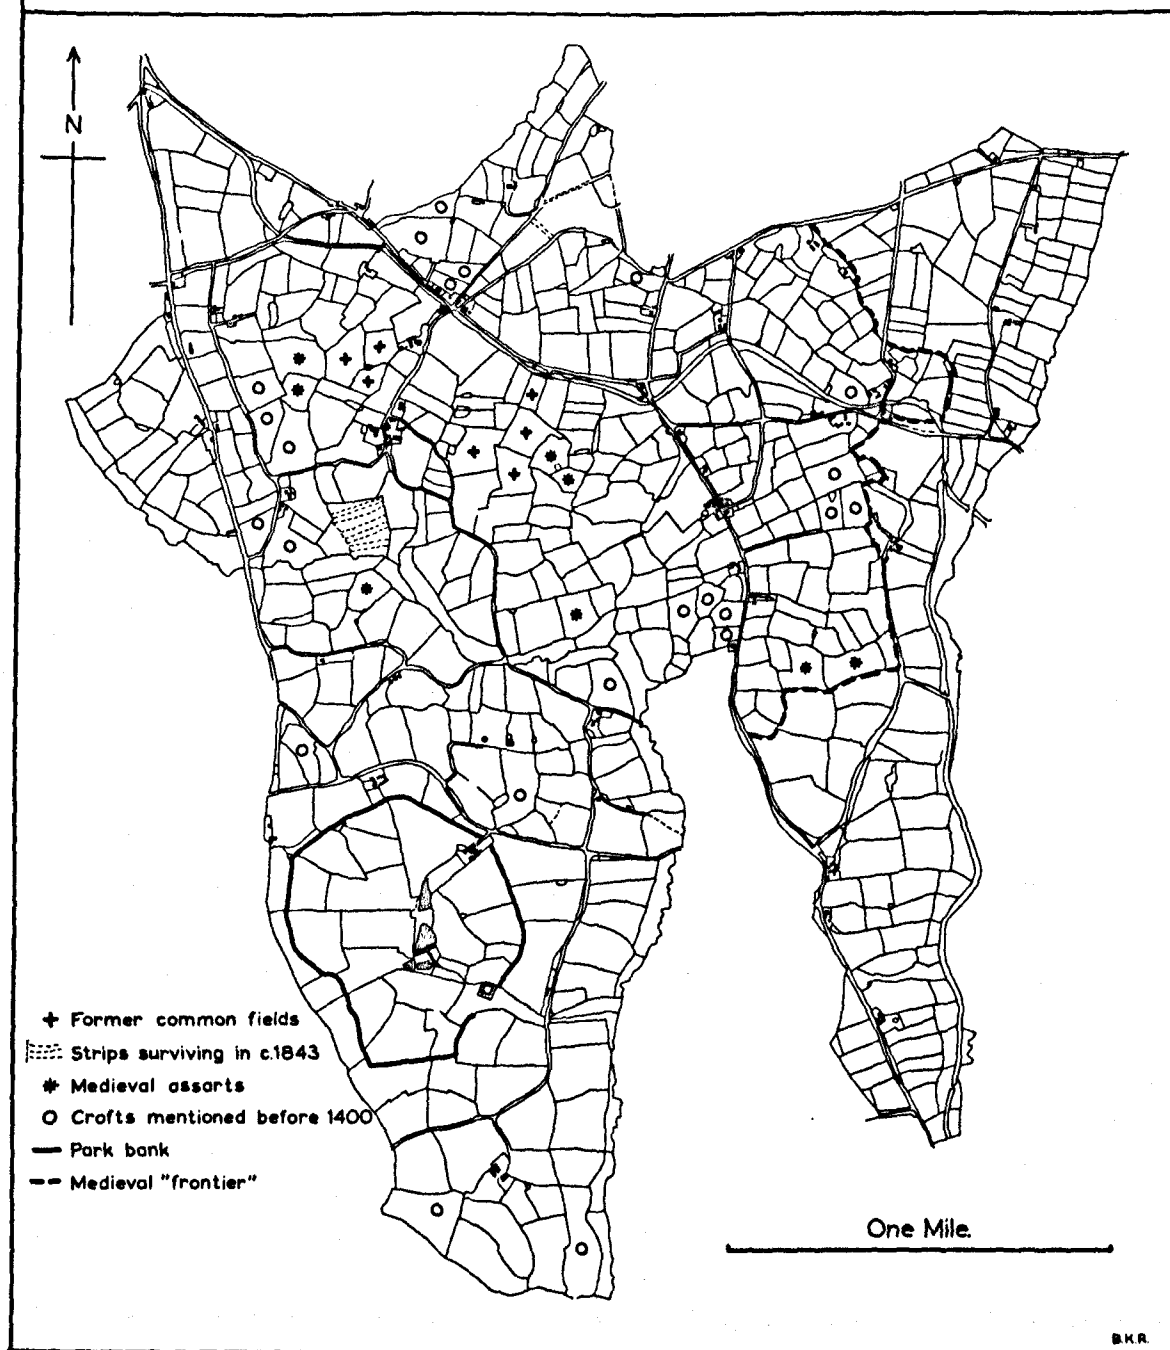 N
+ Former common fields
Strips surviving in c.1843
Medieval assarts
Crofts mentioned before 1400
Park bank
Medieval "frontier"
One Mile.
B.K.R.